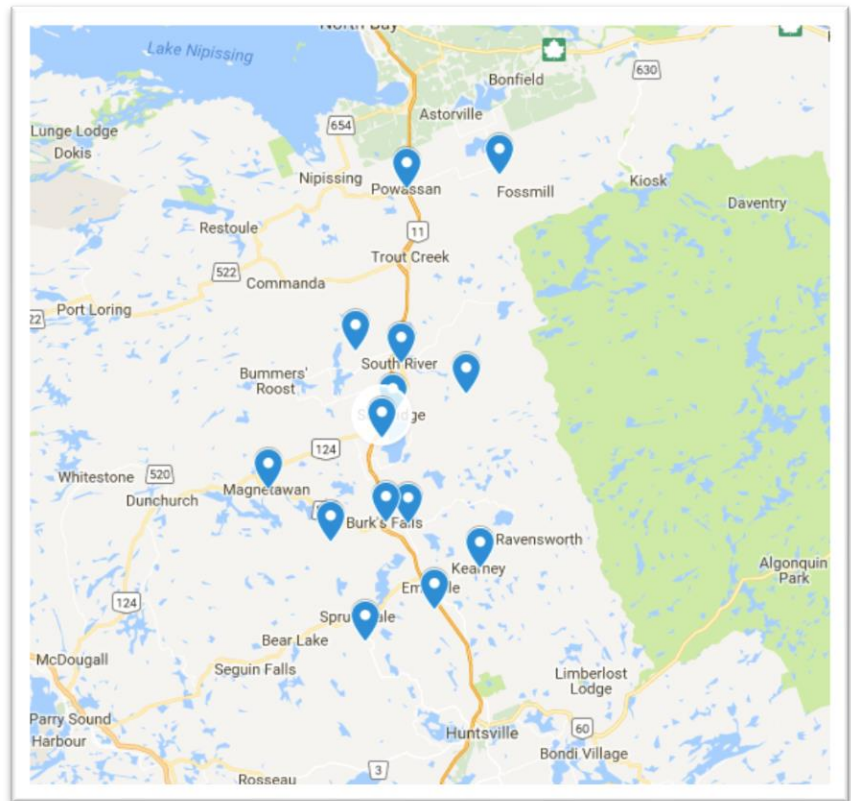 North Bay
Lake Nipissing
630
Bonfield
Astorville
Lunge Lodge
654
Dokis
Nipissing
Powassan
Fossmill
Kiosk
Daventry
Restoule
11
Trout Creek
522
Commanda
Port Loring
22
South River
Bummers'
Roost
124
Whitestone
520
Magnetawan
Dunchurch
Burk's Falls
Ravensworth
Kearney
Algonquin
Park
124
Bear Lake
McDougall
Seguin Falls
Limberlost
Lodge
Parry Sound
Harbour
60
Huntsville
Bondi Village
3
Rosseau